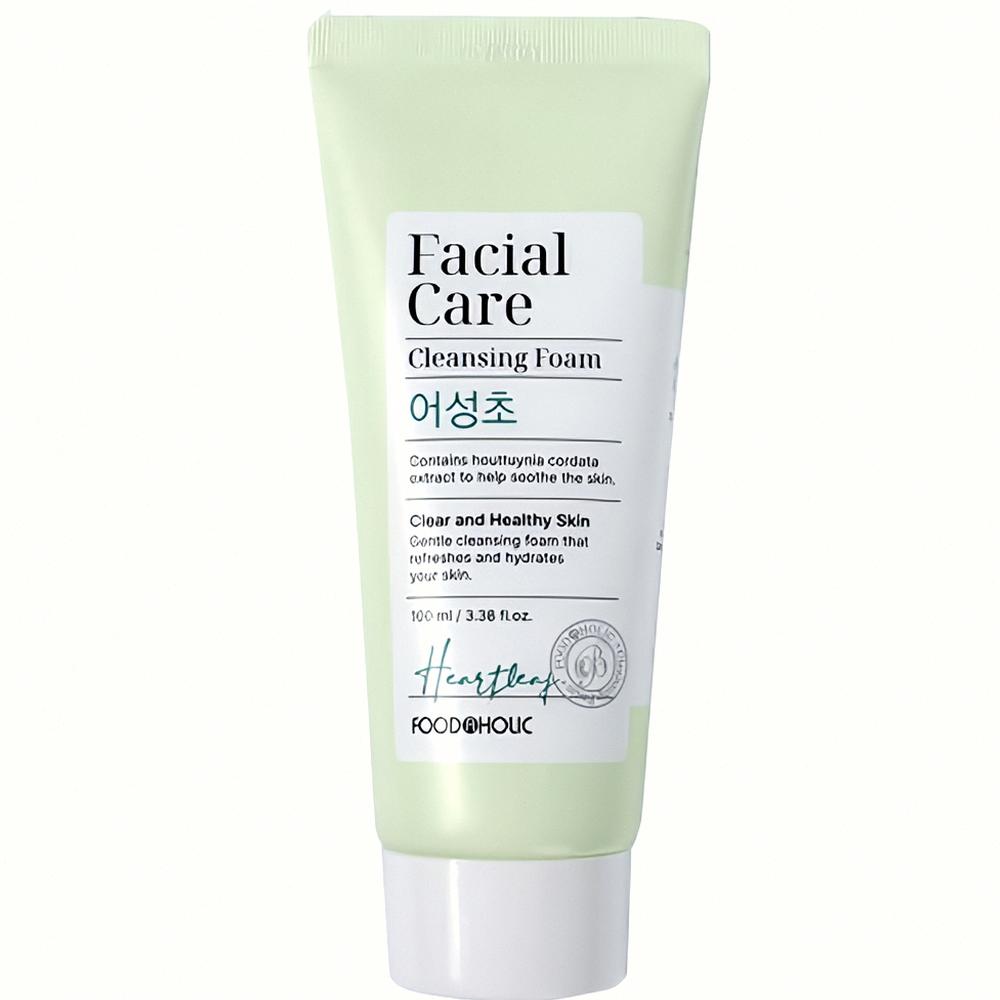 Facial
Care
Cleansing Foam
어성초
Contains houttuynia cordata
extract to help soothe the skin.
Clear and Healthy Skin
Gentle cleansing foam that
refreshes and hydrates
your skin.
100 ml / 3.38 fl.oz.
Heartleaf
FOODAHOLIC
FOODAHOLIC